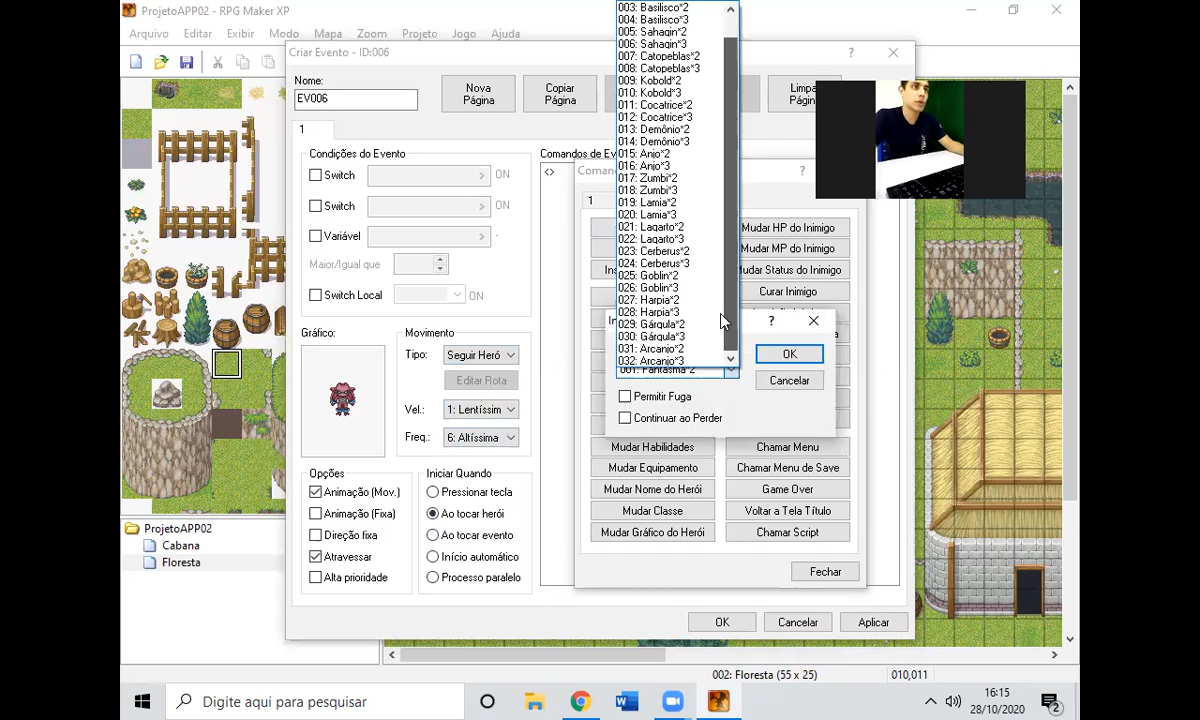 ProjetoAPP02 - RPG Maker XP
Arquivo Editar Exibir Modo Mapa Zoom Projeto Jogo Ajuda
Criar Evento - ID:006
Nome:
EV006
Nova Página
Copiar Página
1
Condições do Evento
Switch ON
Switch ON
Variável
Maior/Igual que
Switch Local ON
Gráfico:
Movimento
Tipo: Seguir Heró
Editar Rota
Vel.: 1: Lentíssim
Freq.: 6: Altíssima
Opções
Animação (Mov.)
Animação (Fixa)
Direção fixa
Atravessar
Alta prioridade
Iniciar Quando
Pressionar tecla
Ao tocar herói
Ao tocar evento
Início automático
Processo paralelo
<>
1
003: Basilisco*2
004: Basilisco*3
005: Sahagin*2
006: Sahagin*3
007: Catopeblas*2
008: Catopeblas*3
009: Kobold*2
010: Kobold*3
011: Cocatrice*2
012: Cocatrice*3
013: Demônio*2
014: Demônio*3
015: Anjo*2
016: Anjo*3
017: Zumbi*2
018: Zumbi*3
019: Lamia*2
020: Lamia*3
021: Lagarto*2
022: Lagarto*3
023: Cerberus*2
024: Cerberus*3
025: Goblin*2
026: Goblin*3
027: Harpia*2
028: Harpia*3
029: Gárgula*2
030: Gárgula*3
031: Arcanjo*2
032: Arcanjo*3
001: Fantasma*2
Permitir Fuga
Continuar ao Perder
OK
Cancelar
Mudar HP do Inimigo
Mudar MP do Inimigo
Mudar Status do Inimigo
Curar Inimigo
Mudar Habilidades
Chamar Menu
Mudar Equipamento
Chamar Menu de Save
Mudar Nome do Herói
Game Over
Mudar Classe
Voltar a Tela Título
Mudar Gráfico do Herói
Chamar Script
Fechar
OK Cancelar Aplicar
ProjetoAPP02
Cabana
Floresta
002: Floresta (55 x 25) 010,011
Digite aqui para pesquisar
16:15
28/10/2020
2